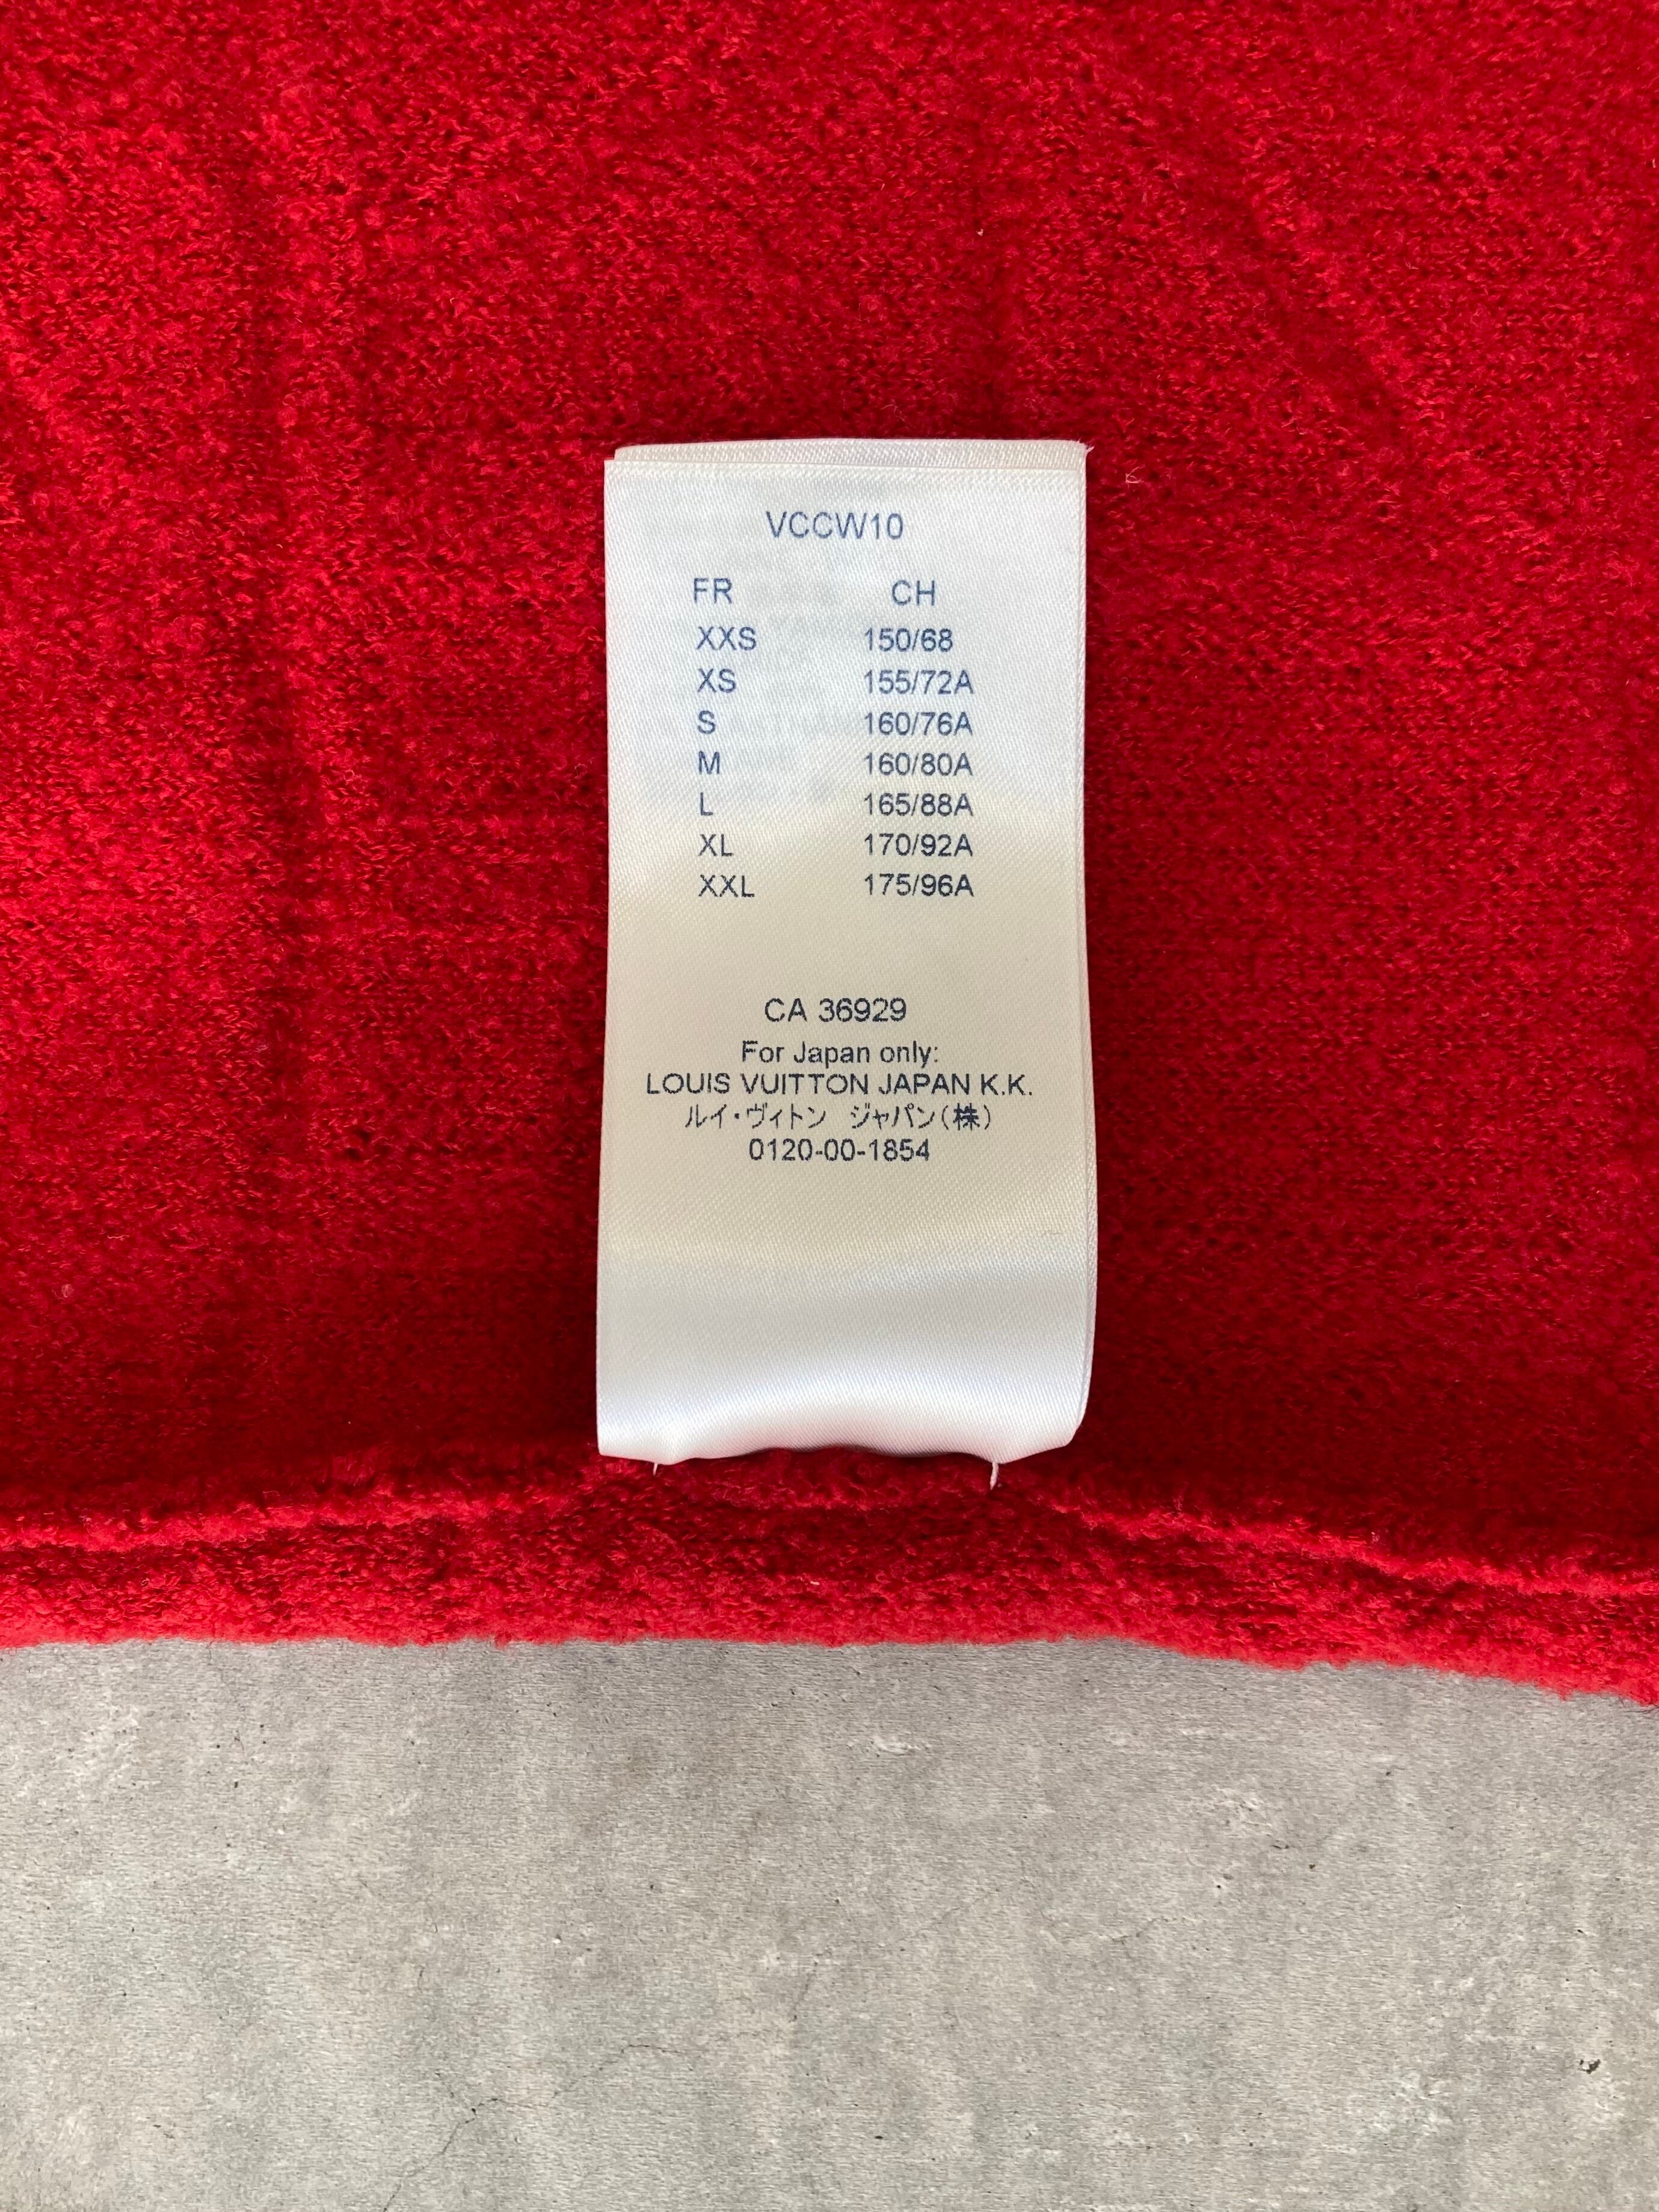 VCCW10
FR CH
XXS 150/68
XS 155/72A
S 160/76A
M 160/80A
L 165/88A
XL 170/92A
XXL 175/96A
CA 36929
For Japan only:
LOUIS VUITTON JAPAN K.K.
ルイ・ヴィトン ジャパン(株)
0120-00-1854